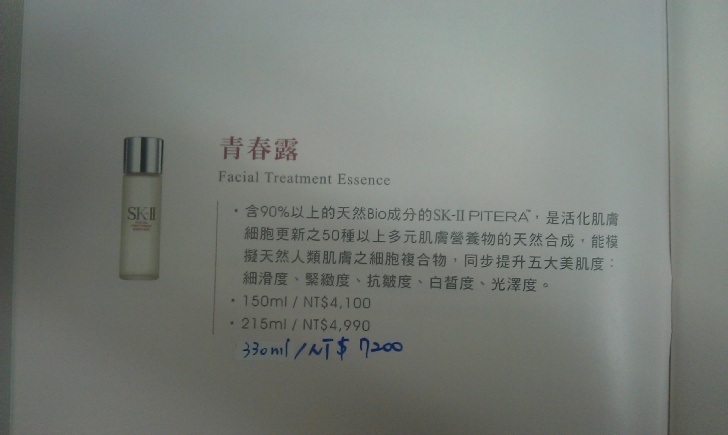 青春露
Facial Treatment Essence
SK-II
・含90%以上的天然Bio成分的SK-II PITERA™，是活化肌膚
細胞更新之50種以上多元肌膚營養物的天然合成，能模
擬天然人類肌膚之細胞複合物，同步提升五大美肌度：
細滑度、緊緻度、抗皺度、白皙度、光澤度。
・150ml / NT$4,100
・215ml / NT$4,990
330ml / NT$ 7200